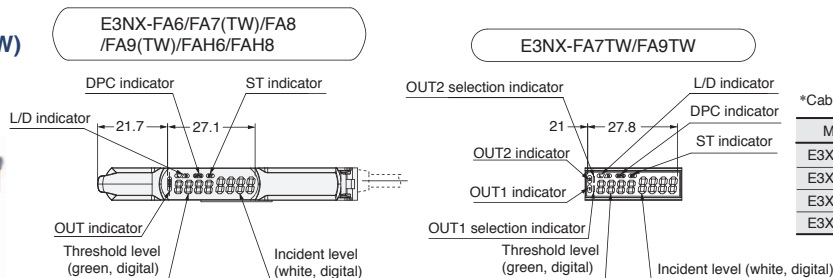 W)
E3NX-FA6/FA7(TW)/FA8
/FA9(TW)/FAH6/FAH8
DPC indicator
ST indicator
L/D indicator
21.7
27.1
OUT indicator
Threshold level
(green, digital)
Incident level
(white, digital)
E3NX-FA7TW/FA9TW
OUT2 selection indicator
L/D indicator
DPC indicator
ST indicator
21
27.8
OUT2 indicator
OUT1 indicator
OUT1 selection indicator
Threshold level
(green, digital)
Incident level (white, digital)
*Cab
M
E3X
E3X
E3X
E3X